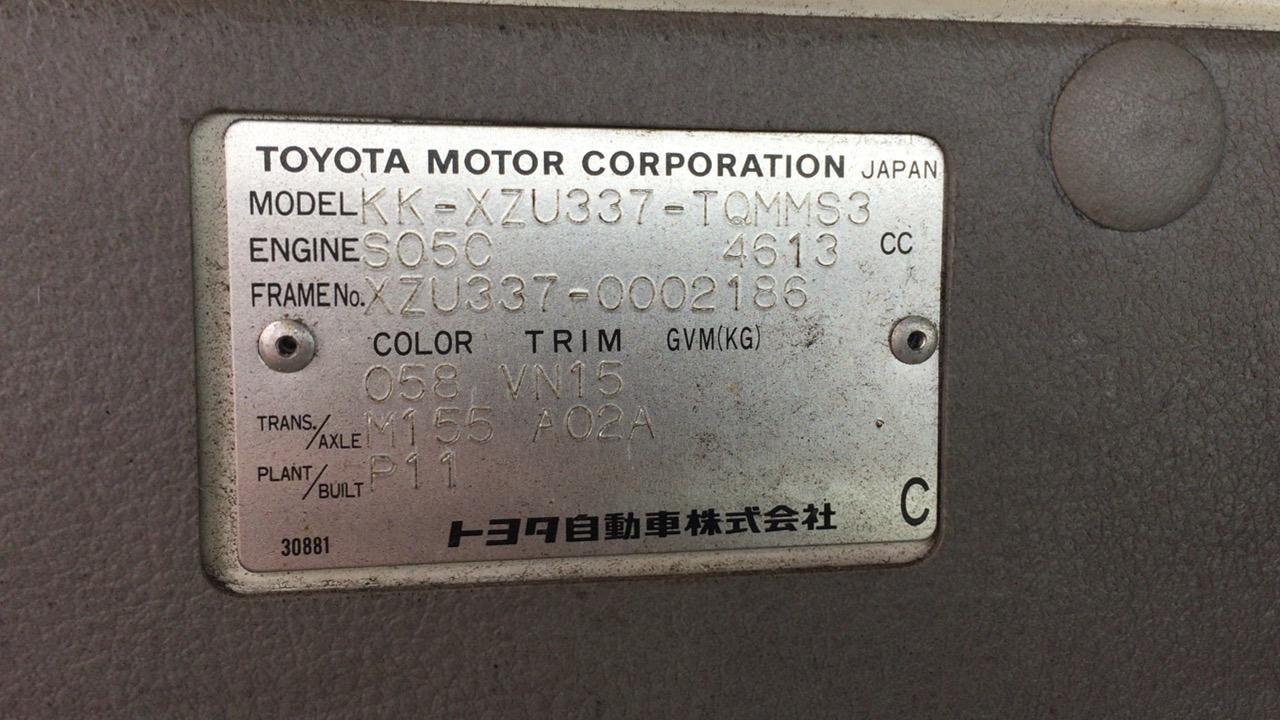 TOYOTA MOTOR CORPORATION JAPAN
MODEL KK-XZU337-TQMMS3
ENGINE S05C 4613 CC
FRAME No. XZU337-0002186
COLOR TRIM GVM(KG)
058 VN15
TRANS./AXLE M155 A02A
PLANT/BUILT P11
C
30881 トヨタ自動車株式会社